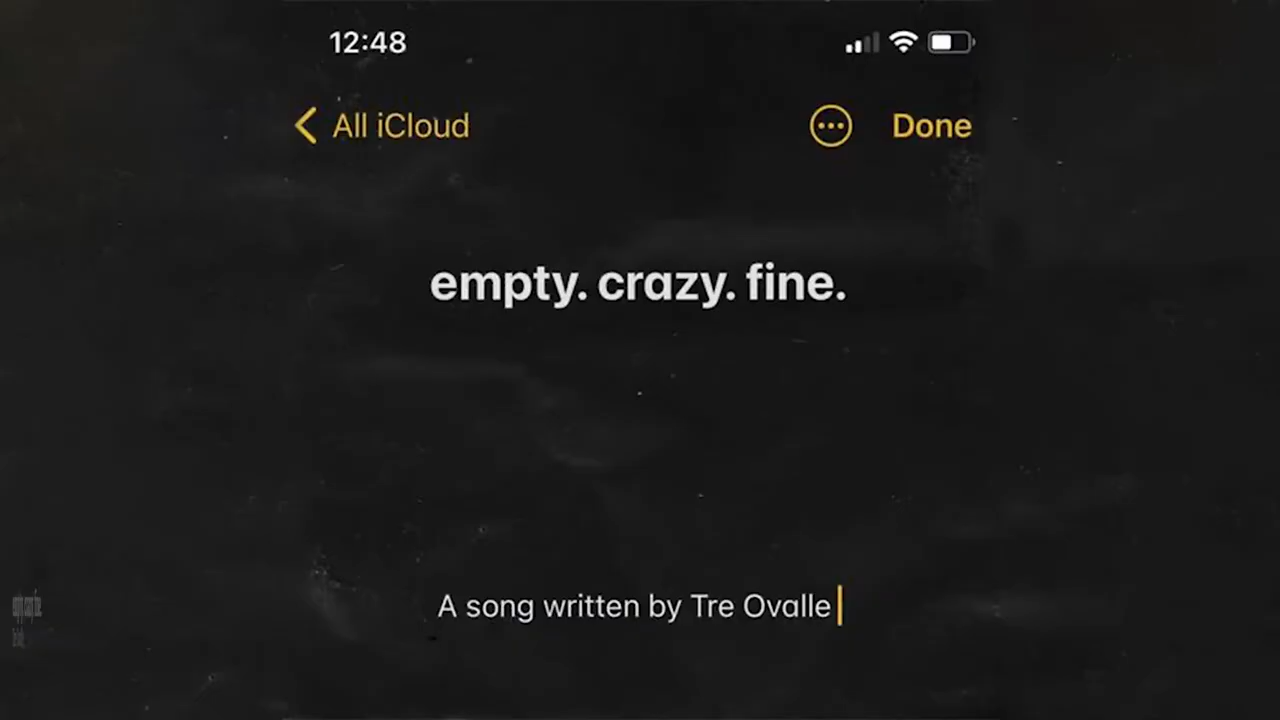 12:48
All iCloud
Done
empty. crazy. fine.
A song written by Tre Ovalle